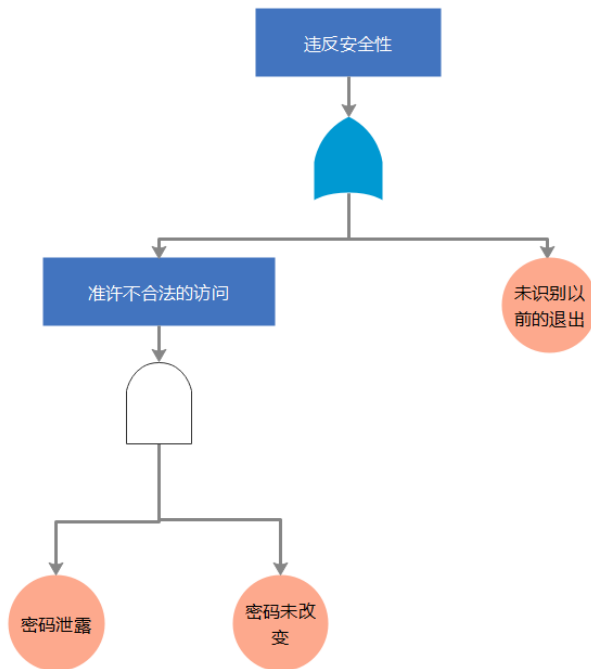 违反安全性
准许不合法的访问
未识别以
前的退出
密码泄露
密码未改
变